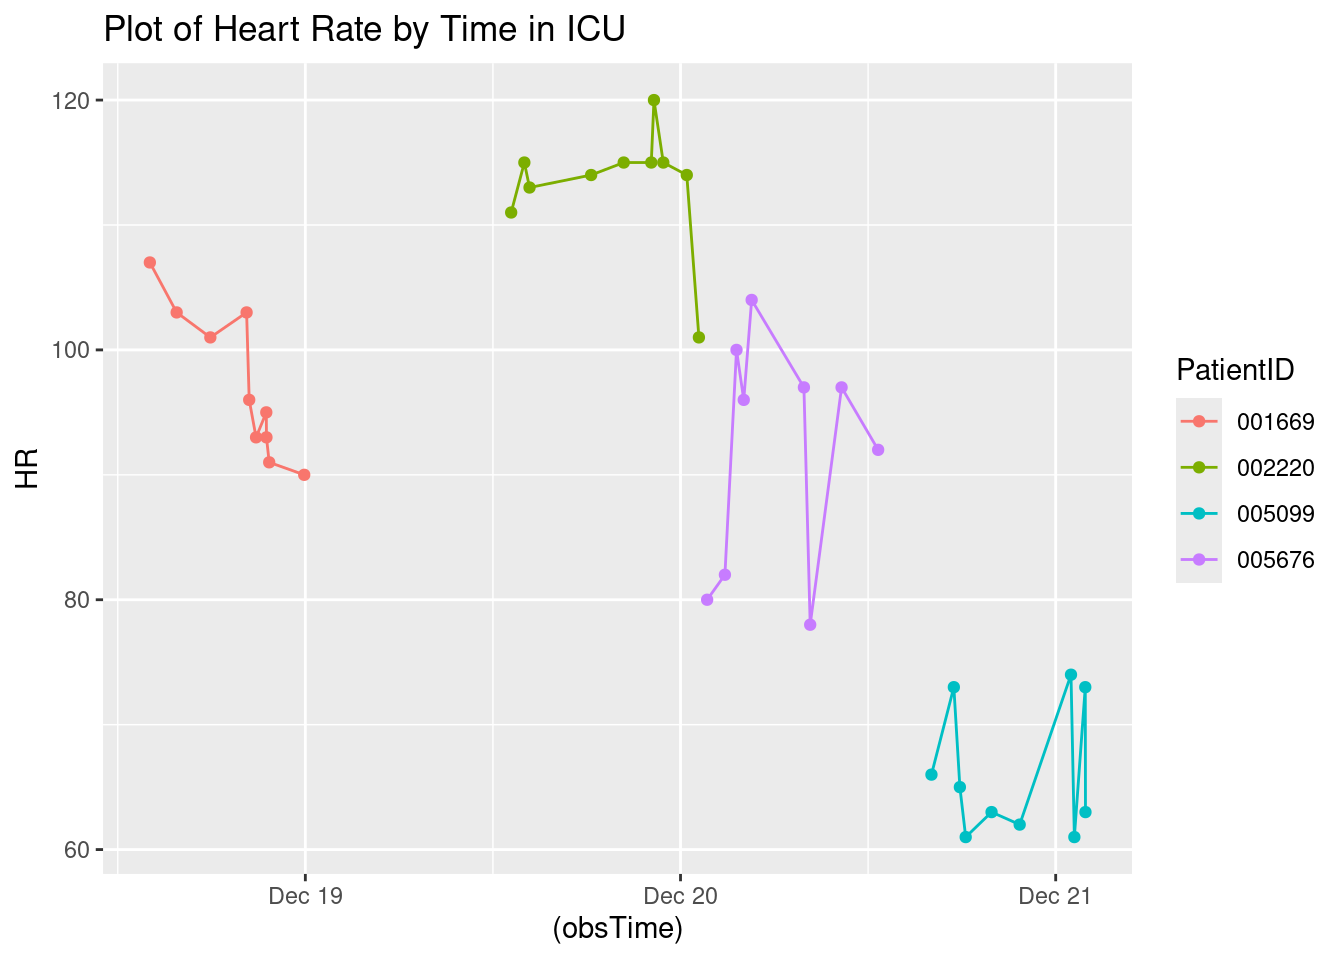 Plot of Heart Rate by Time in ICU
120
100
80
60
HR
Dec 19
Dec 20
Dec 21
(obsTime)
PatientID
001669
002220
005099
005676